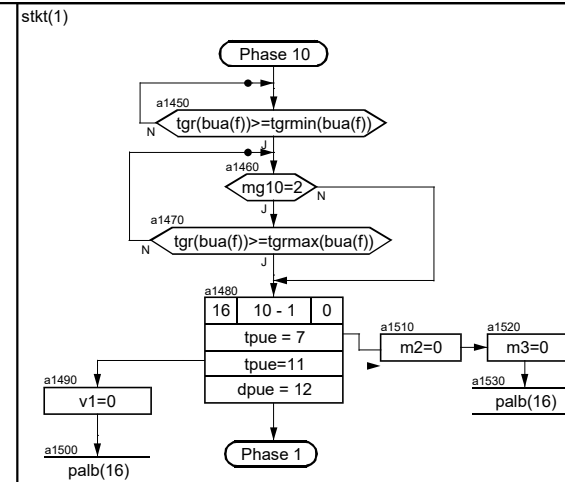 stkt(1)
Phase 10
a1450
tgr(bua(f))>=tgrmin(bua(f))
N
J
a1460
mg10=2
N
J
a1470
tgr(bua(f))>=tgrmax(bua(f))
N
J
a1480
16 10 - 1 0
tpue = 7
tpue=11
dpue = 12
a1510
m2=0
a1520
m3=0
a1530
palb(16)
a1490
v1=0
a1500
palb(16)
Phase 1